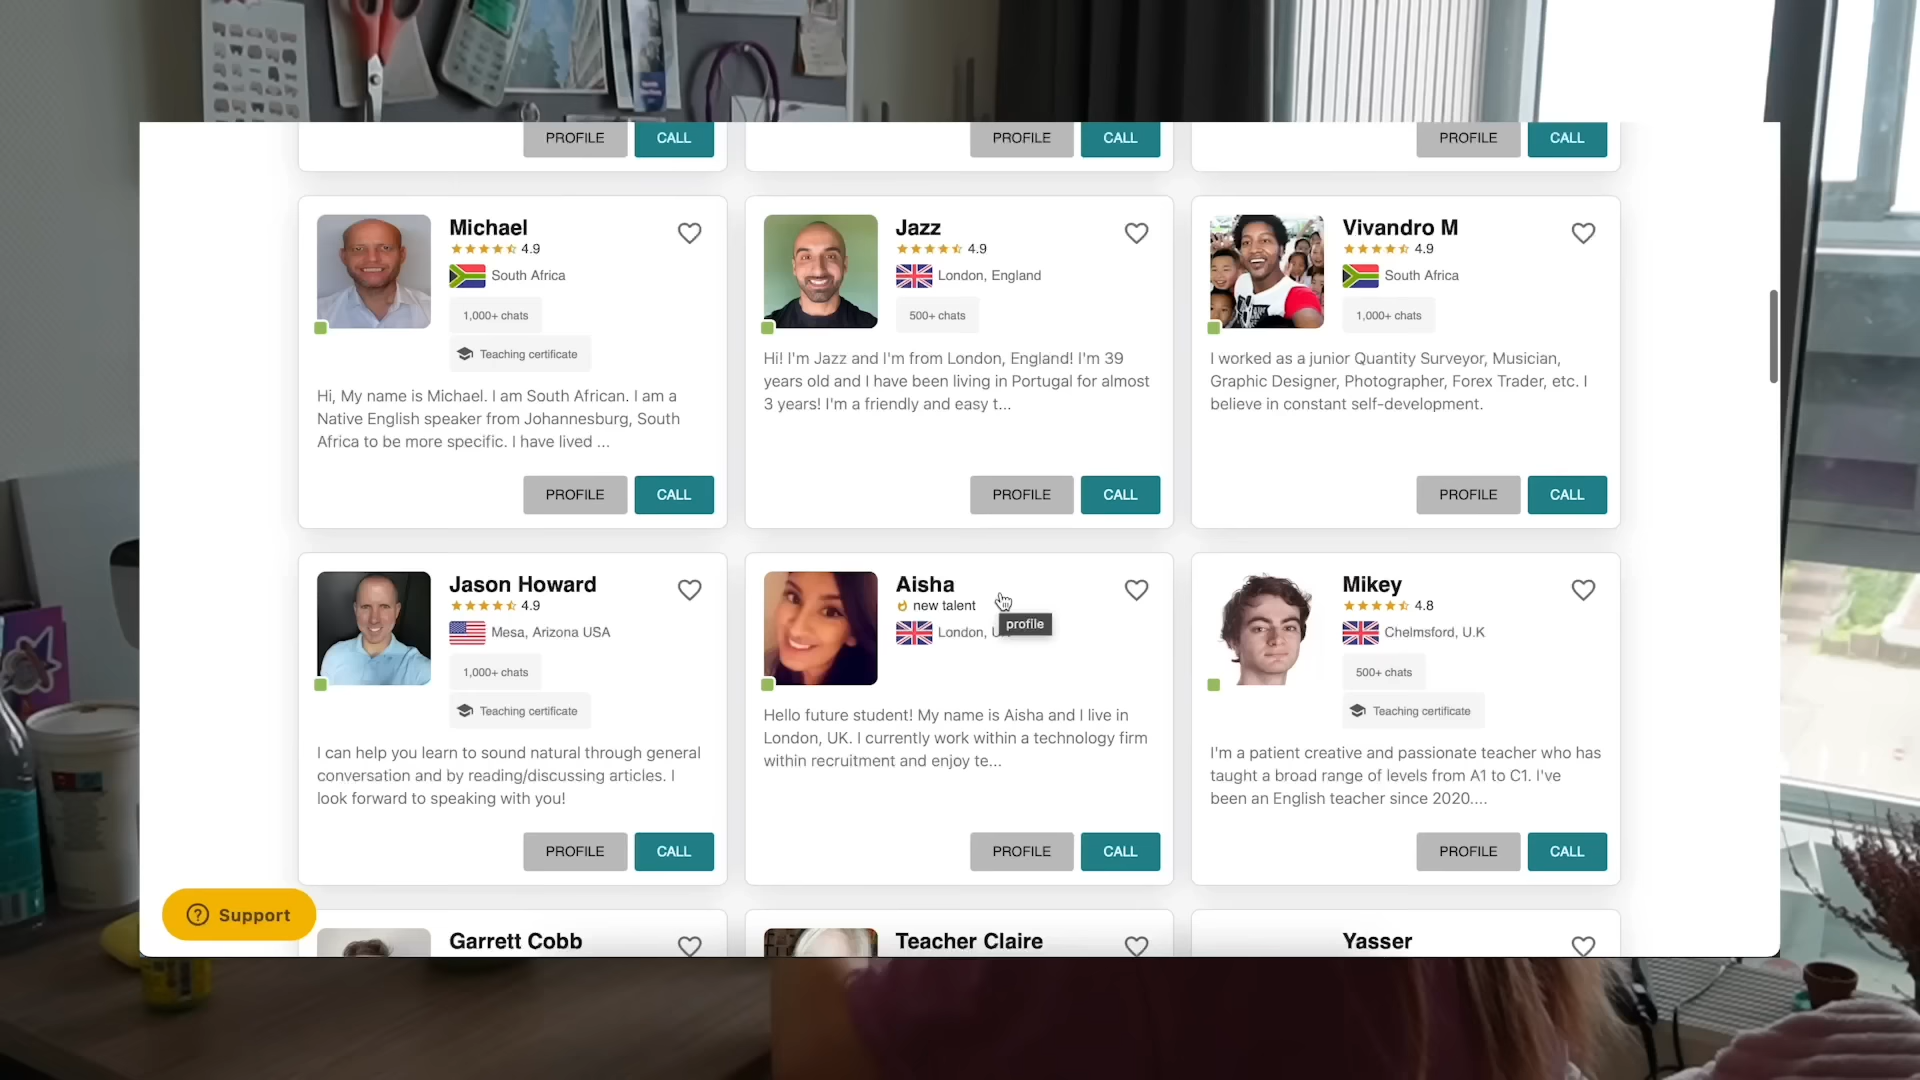 PROFILE CALL
PROFILE CALL
PROFILE CALL
Michael
4.9
South Africa
1,000+ chats
Teaching certificate
Hi, My name is Michael. I am South African. I am a
Native English speaker from Johannesburg, South
Africa to be more specific. I have lived ...
PROFILE CALL
Jazz
4.9
London, England
500+ chats
Hi! I'm Jazz and I'm from London, England! I'm 39
years old and I have been living in Portugal for almost
3 years! I'm a friendly and easy t...
PROFILE CALL
Vivandro M
4.9
South Africa
1,000+ chats
I worked as a junior Quantity Surveyor, Musician,
Graphic Designer, Photographer, Forex Trader, etc. I
believe in constant self-development.
PROFILE CALL
Jason Howard
4.9
Mesa, Arizona USA
1,000+ chats
Teaching certificate
I can help you learn to sound natural through general
conversation and by reading/discussing articles. I
look forward to speaking with you!
PROFILE CALL
Aisha
new talent
London,
profile
Hello future student! My name is Aisha and I live in
London, UK. I currently work within a technology firm
within recruitment and enjoy te...
PROFILE CALL
Mikey
4.8
Chelmsford, U.K
500+ chats
Teaching certificate
I'm a patient creative and passionate teacher who has
taught a broad range of levels from A1 to C1. I've
been an English teacher since 2020....
PROFILE CALL
Support
Garrett Cobb
Teacher Claire
Yasser